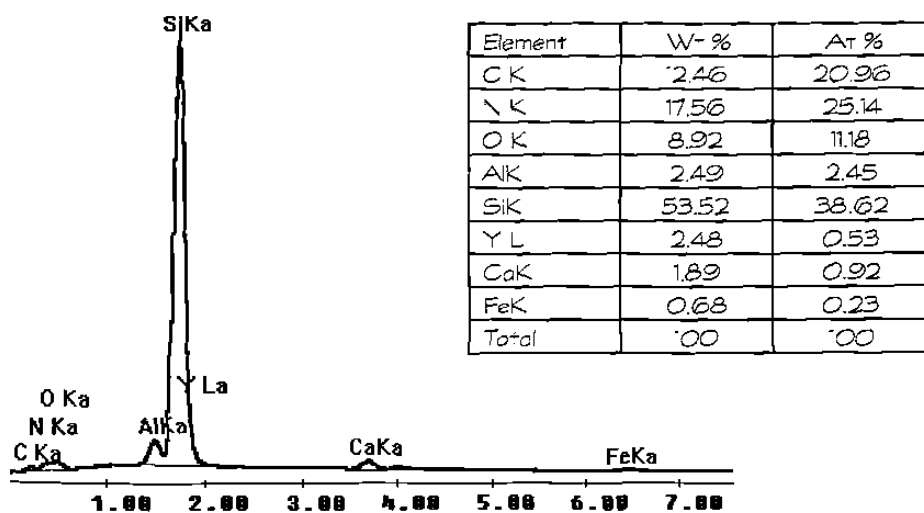 SiKa
O Ka
N Ka
C Ka
AlKa
Y La
CaKa
FeKa
1.00 2.00 3.00 4.00 5.00 6.00 7.00
Element W- % AT %
C K 12.46 20.96
N K 17.56 25.14
O K 8.92 11.18
AlK 2.49 2.45
SiK 53.52 38.62
Y L 2.48 0.53
CaK 1.89 0.92
FeK 0.68 0.23
Total 100 100